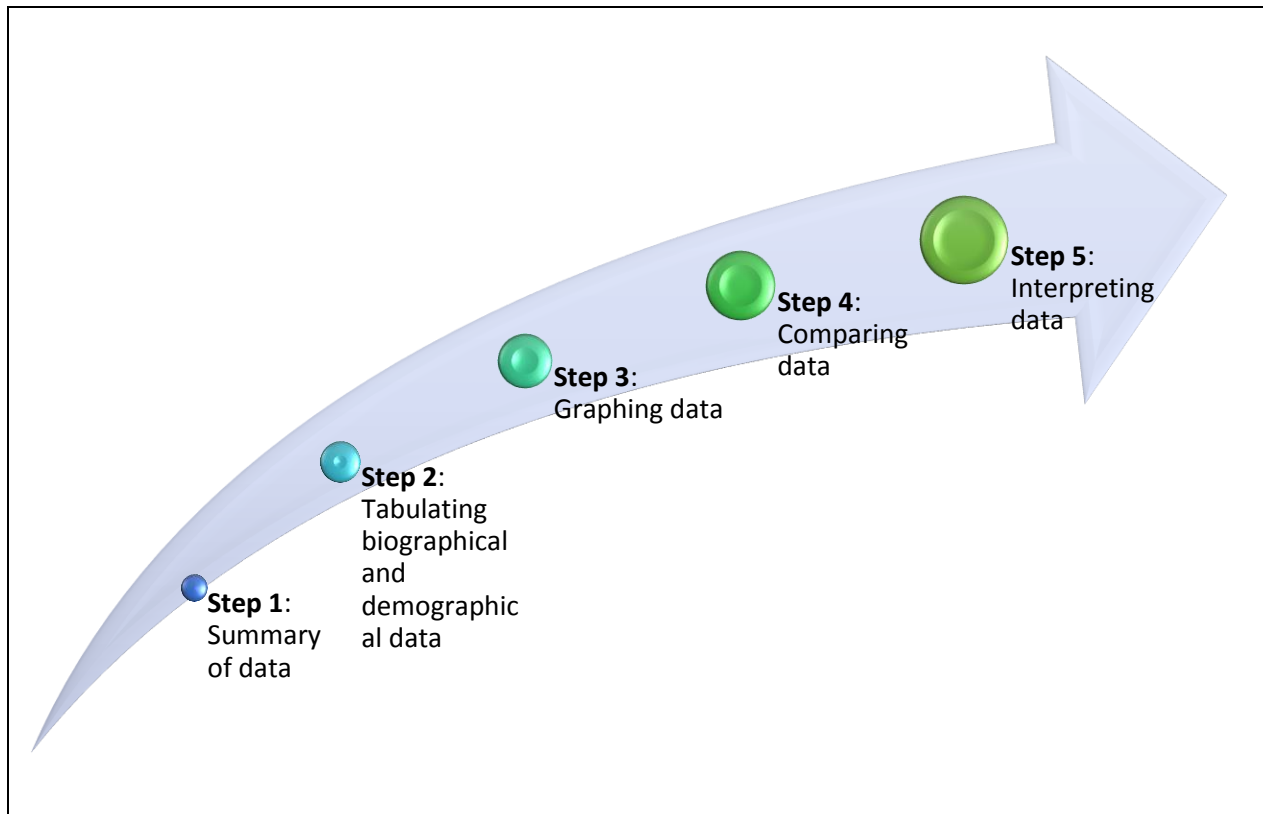 Step 1:
Summary
of data
Step 2:
Tabulating
biographical
and
demographic
al data
Step 3:
Graphing data
Step 4:
Comparing
data
Step 5:
Interpreting
data